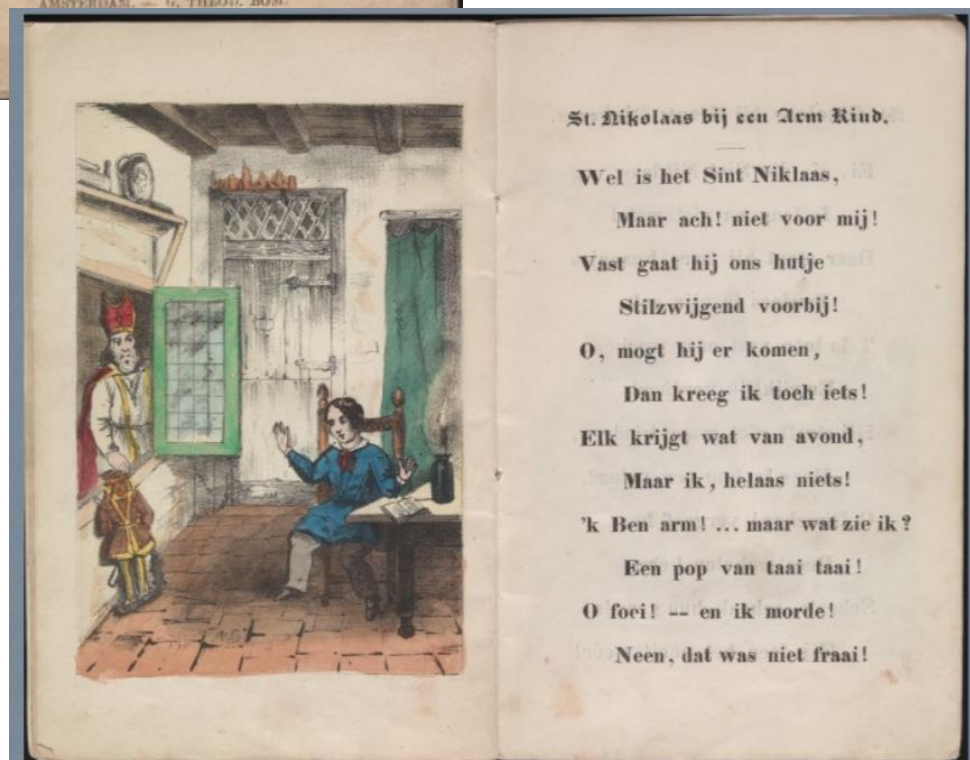 AMSTERDAM. — G. THEOD. BOM.
St. Nikolaas bij een Arm Kind.
Wel is het Sint Niklaas,
Maar ach! niet voor mij!
Vast gaat hij ons hutje
Stilzwijgend voorbij!
O, mogt hij er komen,
Dan kreeg ik toch iets!
Elk krijgt wat van avond,
Maar ik, helaas niets!
'k Ben arm! ... maar wat zie ik?
Een pop van taai taai!
O foei! -- en ik morde!
Neen, dat was niet fraai!